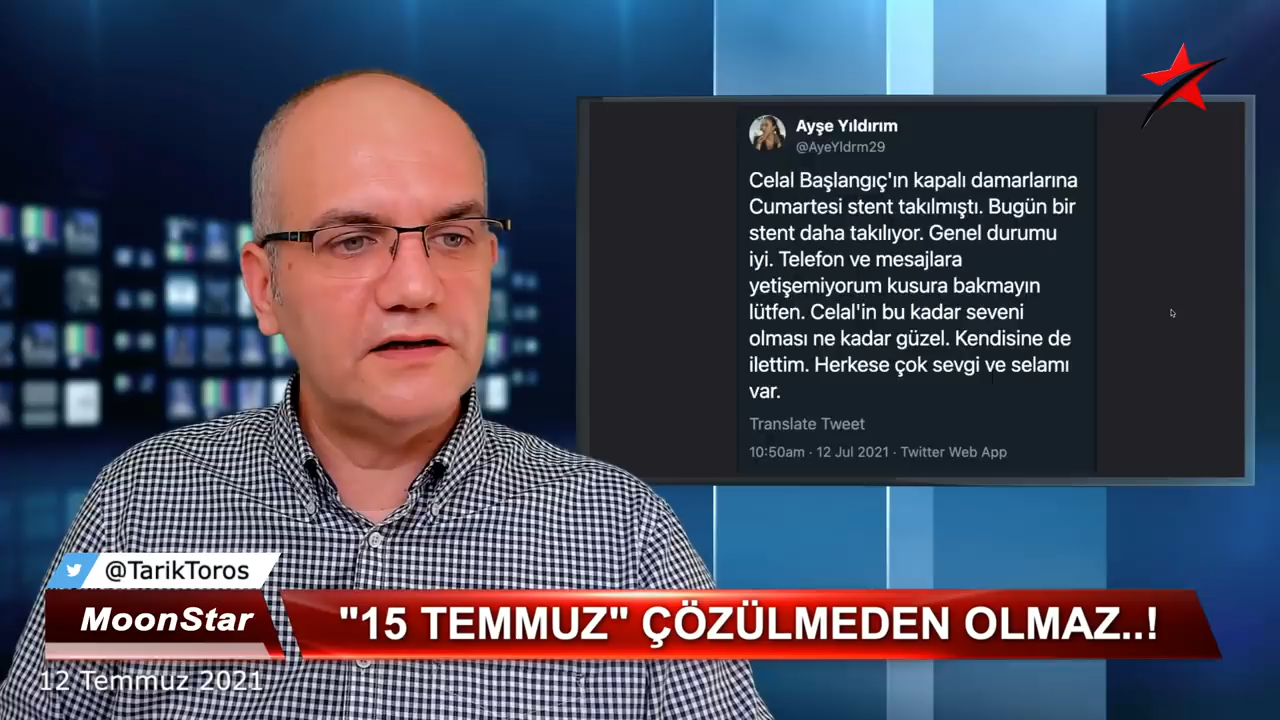 Ayşe Yıldırım
@AyeYldrm29
Celal Başlangıç'ın kapalı damarlarına
Cumartesi stent takılmıştı. Bugün bir
stent daha takılıyor. Genel durumu
iyi. Telefon ve mesajlara
yetişemiyorum kusura bakmayın
lütfen. Celal'in bu kadar seveni
olması ne kadar güzel. Kendisine de
ilettim. Herkese çok sevgi ve selamı
var.
Translate Tweet
10:50am · 12 Jul 2021 · Twitter Web App
@TarikToros
MoonStar
"15 TEMMUZ" ÇÖZÜLMEDEN OLMAZ..!
12 Temmuz 2021